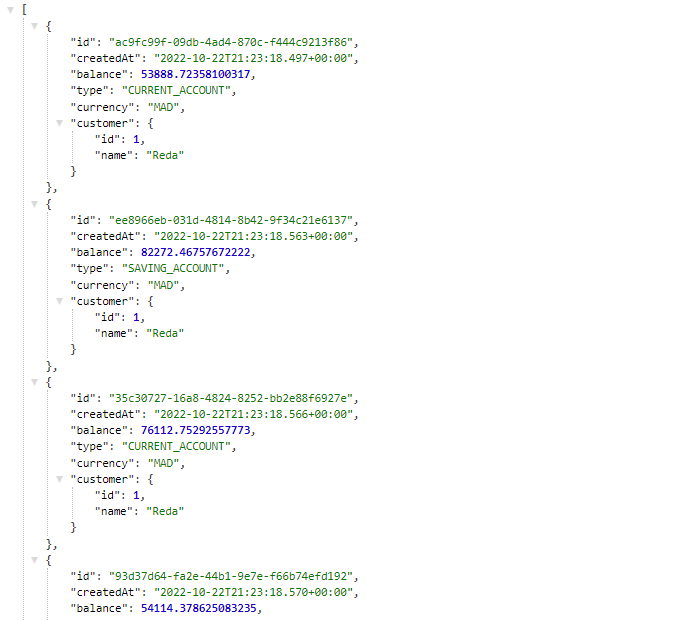 [
{
"id": "ac9fc99f-09db-4ad4-870c-f444c9213f86",
"createdAt": "2022-10-22T21:23:18.497+00:00",
"balance": 53888.72358100317,
"type": "CURRENT_ACCOUNT",
"currency": "MAD",
"customer": {
"id": 1,
"name": "Reda"
}
},
{
"id": "ee8966eb-031d-4814-8b42-9f34c21e6137",
"createdAt": "2022-10-22T21:23:18.563+00:00",
"balance": 82272.46757672222,
"type": "SAVING_ACCOUNT",
"currency": "MAD",
"customer": {
"id": 1,
"name": "Reda"
}
},
{
"id": "35c30727-16a8-4824-8252-bb2e88f6927e",
"createdAt": "2022-10-22T21:23:18.566+00:00",
"balance": 76112.75292557773,
"type": "CURRENT_ACCOUNT",
"currency": "MAD",
"customer": {
"id": 1,
"name": "Reda"
}
},
{
"id": "93d37d64-fa2e-44b1-9e7e-f66b74efd192",
"createdAt": "2022-10-22T21:23:18.570+00:00",
"balance": 54114.378625083235,